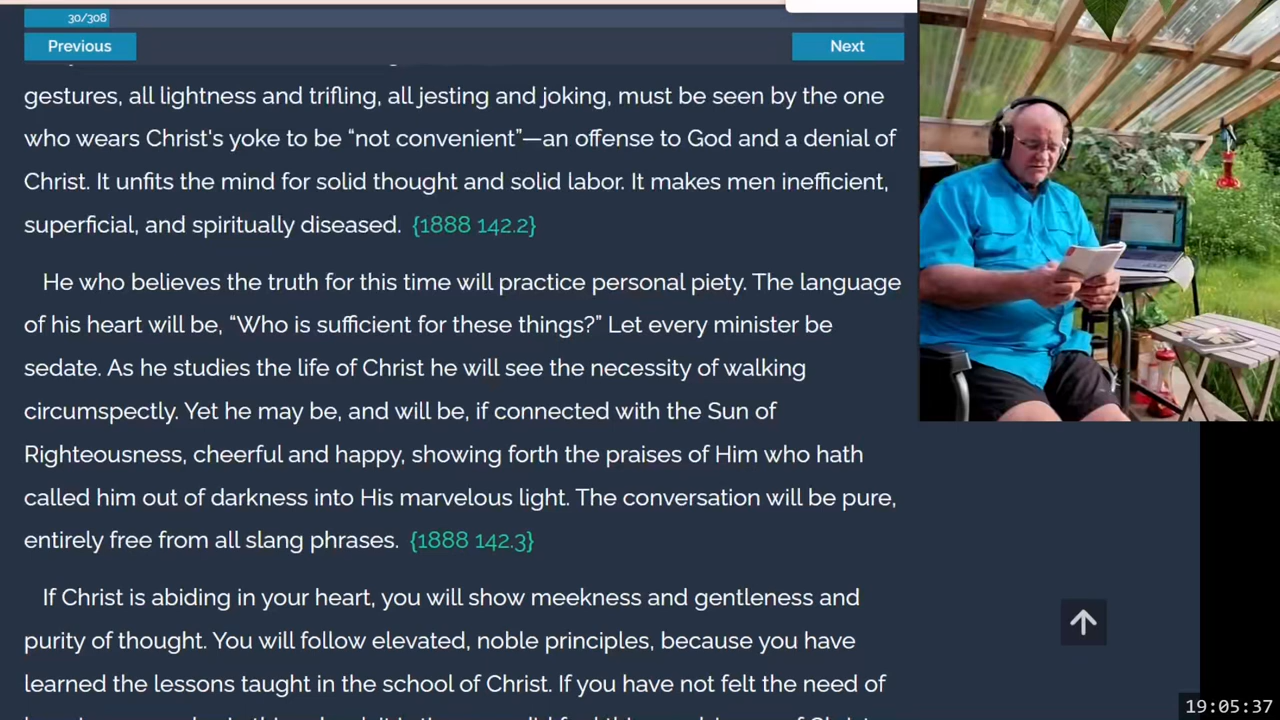 30/308
Previous
Next
gestures, all lightness and trifling, all jesting and joking, must be seen by the one
who wears Christ's yoke to be “not convenient”—an offense to God and a denial of
Christ. It unfits the mind for solid thought and solid labor. It makes men inefficient,
superficial, and spiritually diseased. {1888 142.2}
He who believes the truth for this time will practice personal piety. The language
of his heart will be, “Who is sufficient for these things?” Let every minister be
sedate. As he studies the life of Christ he will see the necessity of walking
circumspectly. Yet he may be, and will be, if connected with the Sun of
Righteousness, cheerful and happy, showing forth the praises of Him who hath
called him out of darkness into His marvelous light. The conversation will be pure,
entirely free from all slang phrases. {1888 142.3}
If Christ is abiding in your heart, you will show meekness and gentleness and
purity of thought. You will follow elevated, noble principles, because you have
learned the lessons taught in the school of Christ. If you have not felt the need of
19:05:37